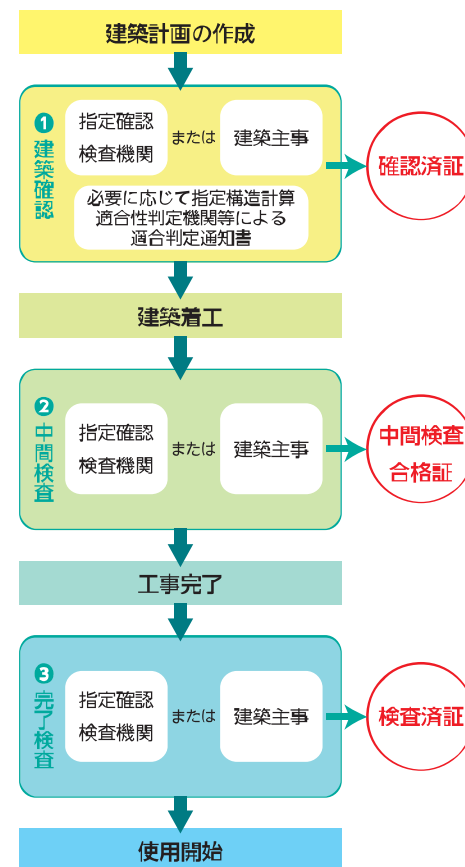 建築計画の作成
❶建築確認
指定確認
検査機関
または
建築主事
必要に応じて指定構造計算
適合性判定機関等による
適合判定通知書
確認済証
建築着工
❷中間検査
指定確認
検査機関
または
建築主事
中間検査
合格証
工事完了
❸完了検査
指定確認
検査機関
または
建築主事
検査済証
使用開始